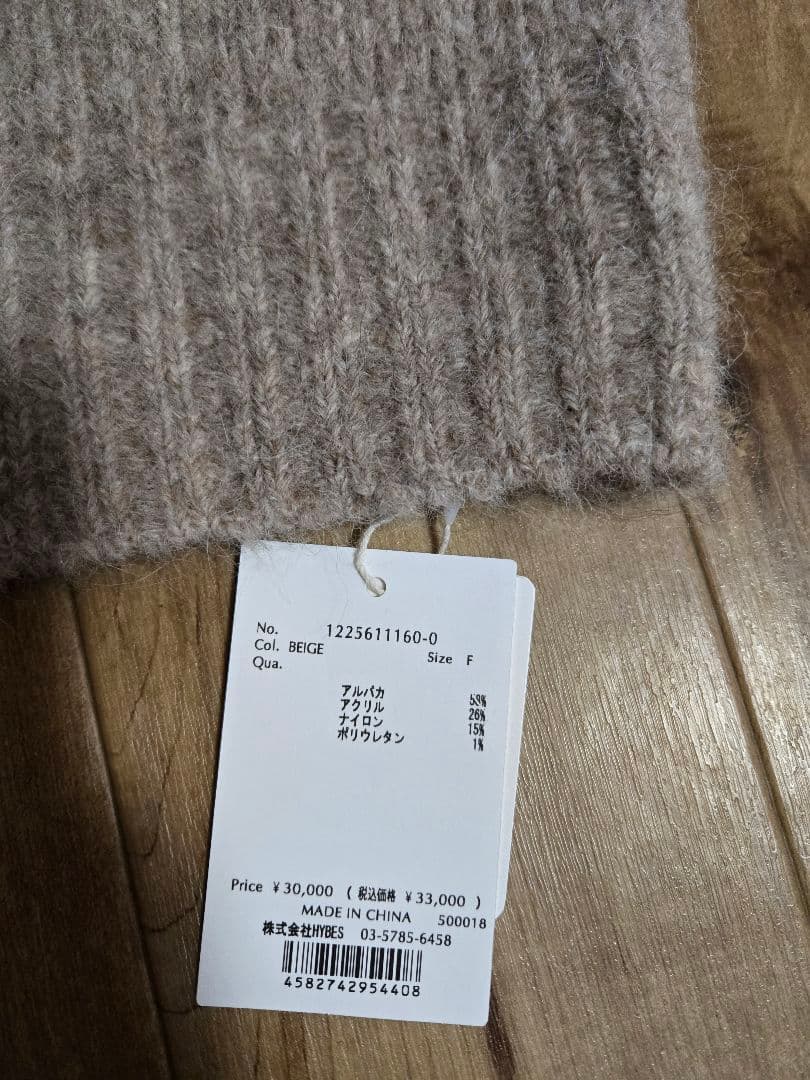 No. 1225611160-0
Col. BEIGE Size F
Qua.
アルパカ 58%
アクリル 26%
ナイロン 15%
ポリウレタン 1%
Price ¥30,000 ( 税込価格 ¥33,000 )
MADE IN CHINA 500018
株式会社HYBES 03-5785-6458
4582742954408